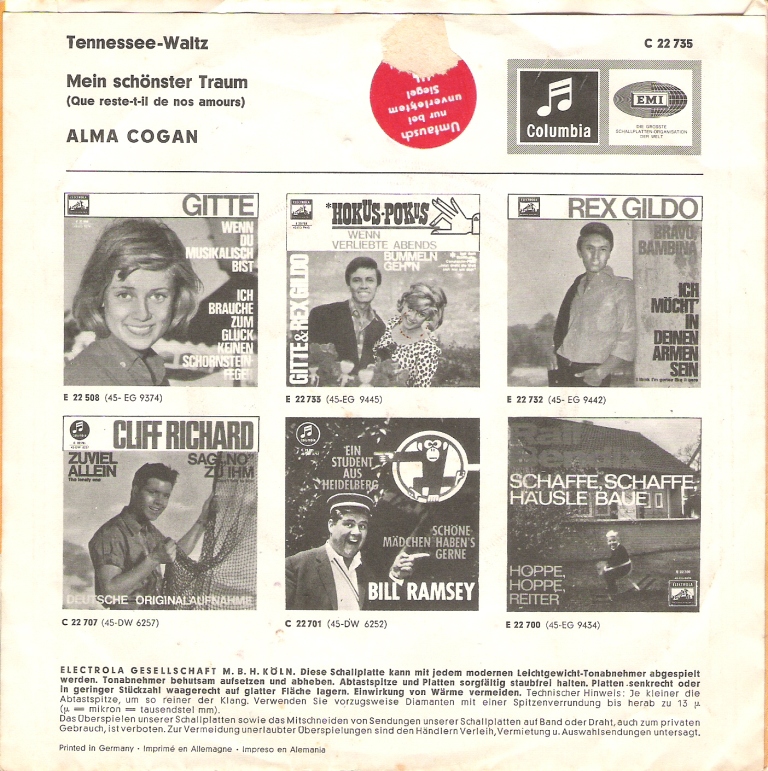 Tennessee-Waltz
C 22 735
Mein schönster Traum
(Que reste-t-il de nos amours)
ALMA COGAN
Umtausch
nur bei
unverletztem
Siegel
Columbia
EMI
DIE GRÖSSTE
SCHALLPLATTEN-ORGANISATION
DER WELT
GITTE
WENN
DU
MUSIKALISCH
BIST
ICH
BRAUCHE
ZUM
GLÜCK
KEINEN
SCHORNSTEIN-
FEGER
E 22 508 (45-EG 9374)
*HOKUS-POKUS
WENN
VERLIEBTE ABENDS
BUMMELN
GEH'N
GITTE & REX GILDO
E 22 733 (45-EG 9445)
REX GILDO
BRAVO,
BAMBINA
ICH
MÖCHT'
IN
DEINEN
ARMEN
SEIN
E 22 732 (45- EG 9442)
CLIFF RICHARD
ZUVIEL
ALLEIN
The lonely one
SAG „NO"
ZU IHM
DEUTSCHE ORIGINALAUFNAHME
C 22 707 (45-DW 6257)
EIN
STUDENT
AUS
HEIDELBERG
SCHÖNE
MÄDCHEN HABEN'S
GERNE
BILL RAMSEY
C 22 701 (45-DW 6252)
SCHAFFE, SCHAFFE,
HÄUSLE BAUE
HOPPE,
HOPPE,
REITER
E 22 700 (45-EG 9434)
ELECTROLA GESELLSCHAFT M. B. H. KÖLN. Diese Schallplatte kann mit jedem modernen Leichtgewicht-Tonabnehmer abgespielt
werden. Tonabnehmer behutsam aufsetzen und abheben. Abtastspitze und Platten sorgfältig staubfrei halten. Platten senkrecht oder
in geringer Stückzahl waagerecht auf glatter Fläche lagern. Einwirkung von Wärme vermeiden. Technischer Hinweis: Je kleiner die
Abtastspitze, um so reiner der Klang. Verwenden Sie vorzugsweise Diamanten mit einer Spitzenverrundung bis herab zu 13 µ
(µ = mikron = tausendstel mm).
Das Überspielen unserer Schallplatten sowie das Mitschneiden von Sendungen unserer Schallplatten auf Band oder Draht, auch zum privaten
Gebrauch, ist verboten. Zur Vermeidung unerlaubter Überspielungen sind den Händlern Verleih, Vermietung u. Auswahlsendungen untersagt.
Printed in Germany · Imprimé en Allemagne · Impreso en Alemania